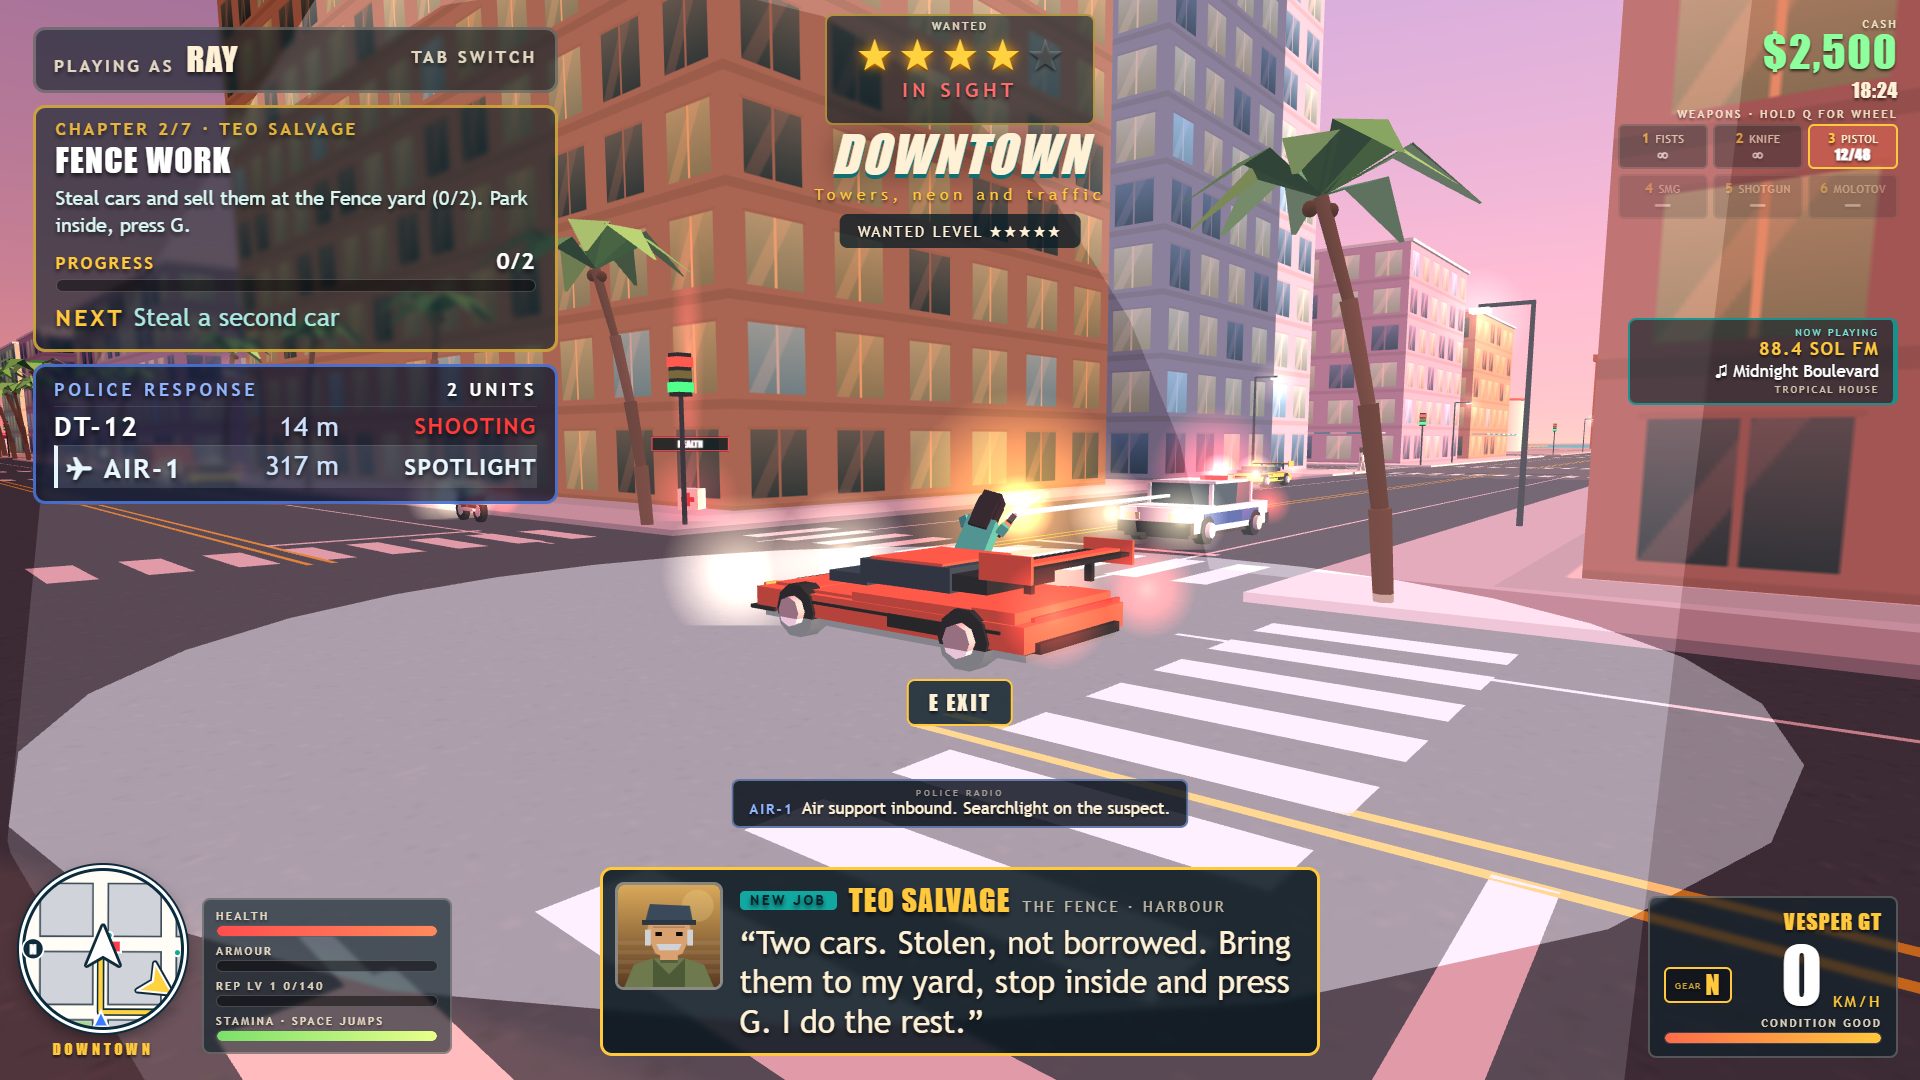 PLAYING AS RAY
TAB SWITCH
CHAPTER 2/7 · TEO SALVAGE
FENCE WORK
Steal cars and sell them at the Fence yard (0/2). Park
inside, press G.
PROGRESS 0/2
NEXT Steal a second car
POLICE RESPONSE 2 UNITS
DT-12 14 m SHOOTING
AIR-1 317 m SPOTLIGHT
WANTED
IN SIGHT
DOWNTOWN
Towers, neon and traffic
WANTED LEVEL ★★★★★
CASH
$2,500
18:24
WEAPONS · HOLD Q FOR WHEEL
1 FISTS ∞
2 KNIFE ∞
3 PISTOL 12/48
4 SMG —
5 SHOTGUN —
6 MOLOTOV —
NOW PLAYING
88.4 SOL FM
♫ Midnight Boulevard
TROPICAL HOUSE
HEALTH
E EXIT
POLICE RADIO
AIR-1 Air support inbound. Searchlight on the suspect.
NEW JOB TEO SALVAGE THE FENCE · HARBOUR
“Two cars. Stolen, not borrowed. Bring
them to my yard, stop inside and press
G. I do the rest.”
DOWNTOWN
HEALTH
ARMOUR
REP LV 1 0/140
STAMINA · SPACE JUMPS
VESPER GT
GEAR N
0 KM/H
CONDITION GOOD